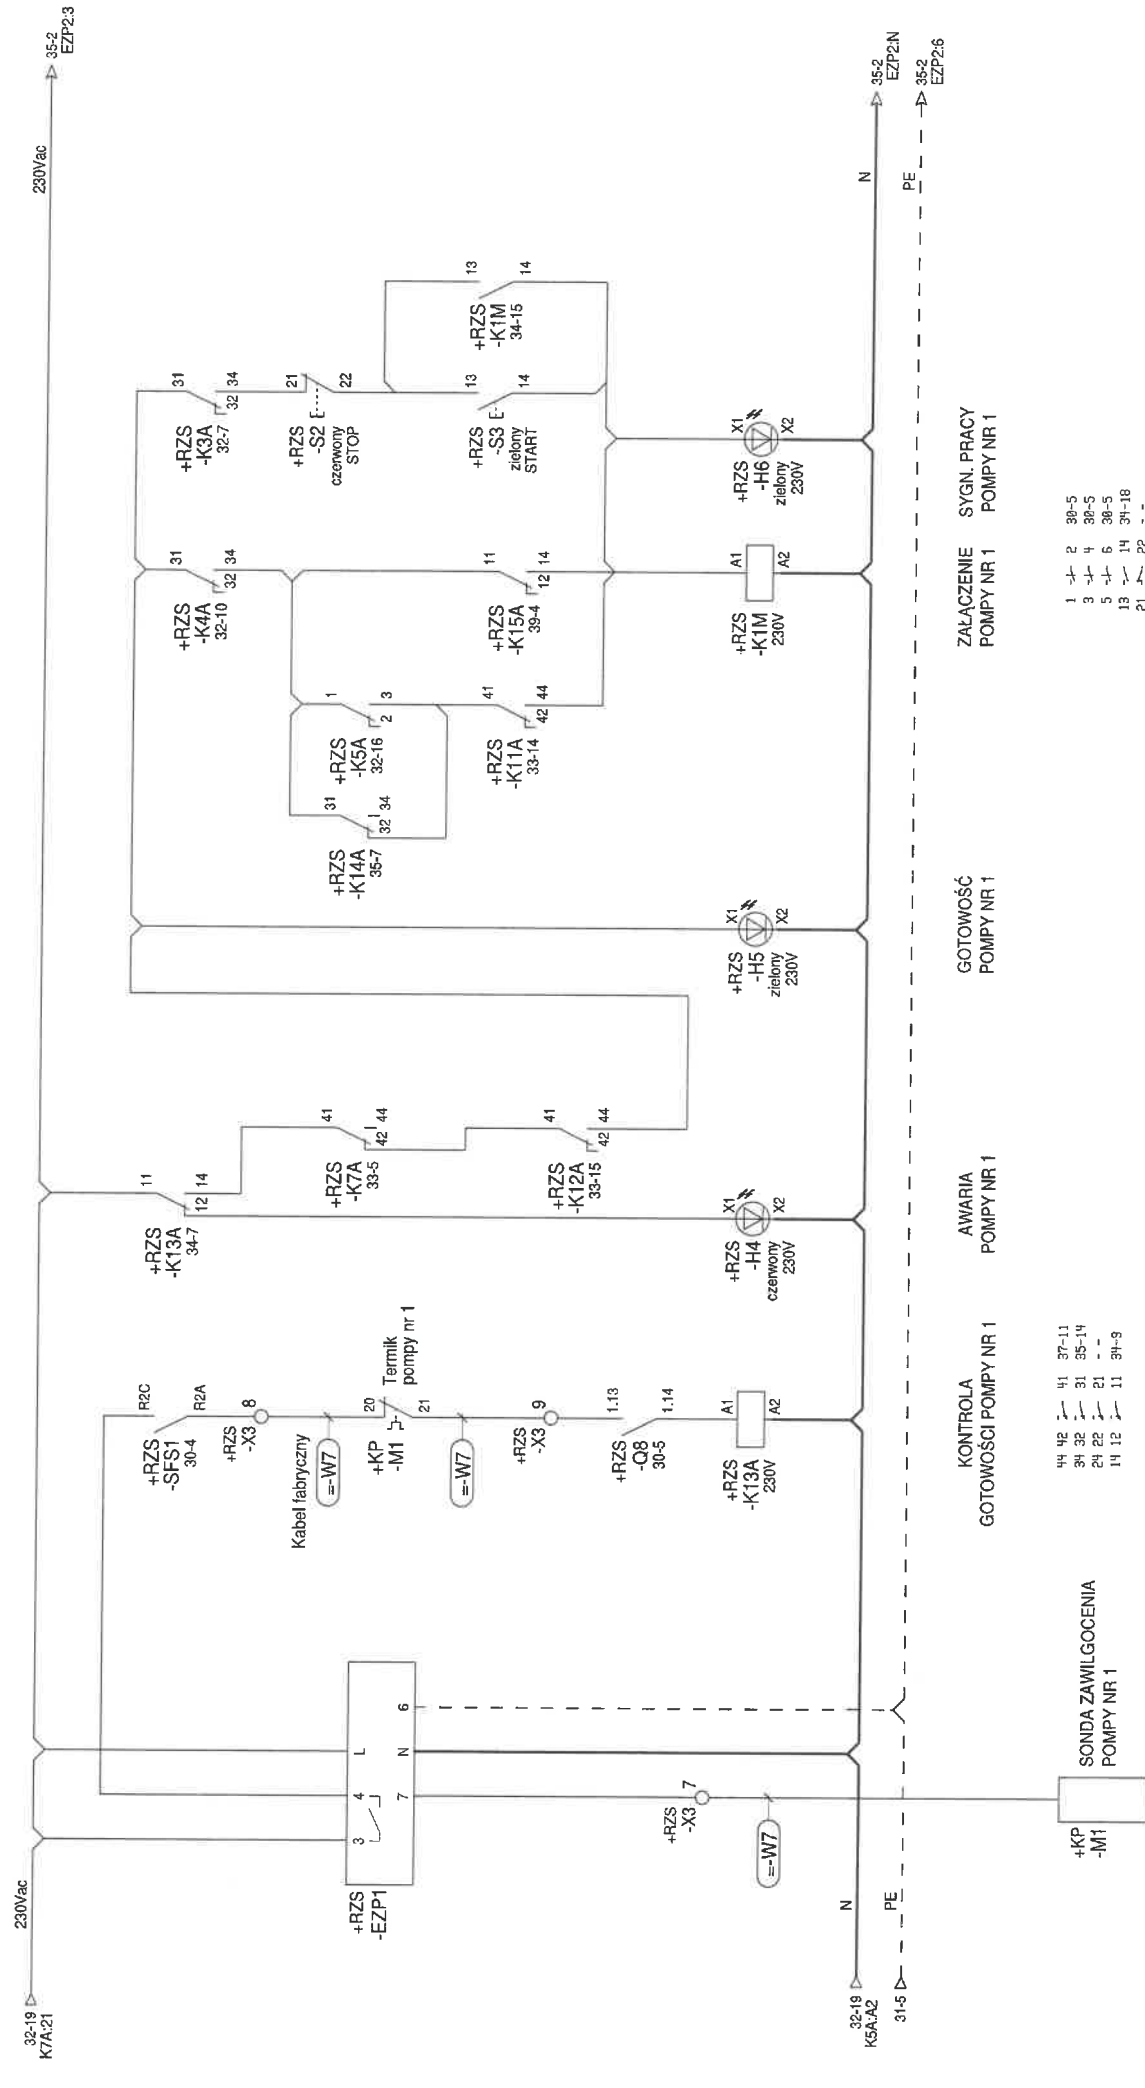 230Vac
35-2
EZP2:3
31
+RZS
-K3A
32-7
32 34
21
+RZS
-S2
czerwony
STOP
22
13
+RZS
-S3
zielony
START
14
13
+RZS
-K1M
34-15
14
31
+RZS
-K4A
32-10
32 34
11
+RZS
-K15A
39-4
12 14
1
+RZS
-K5A
32-16
2 3
41
+RZS
-K11A
33-14
42 44
31
+RZS
-K14A
35-7
32 34
X1
+RZS
-H6
zielony
230V
X2
A1
+RZS
-K1M
230V
A2
X1
+RZS
-H5
zielony
230V
X2
11
+RZS
-K13A
34-7
12 14
41
+RZS
-K7A
33-5
42 44
41
+RZS
-K12A
33-15
42 44
X1
+RZS
-H4
czerwony
230V
X2
R2C
+RZS
-SFS1
30-4
R2A
+RZS
-X3
8
Kabel fabryczny
=-W7
20
+KP
-M1
21
Termik
pompy nr 1
=-W7
+RZS
-X3
9
1.13
+RZS
-Q8
30-5
1.14
A1
+RZS
-K13A
230V
A2
+RZS
-EZP1
3 4 L
7 N 6
+RZS
-X3
7
=-W7
230Vac
32-19
K7A:21
N
32-19
K5A:A2
PE
31-5
N
35-2
EZP2:N
PE
35-2
EZP2:6
+KP
-M1
SONDA ZAWILGOCENIA
POMPY NR 1
KONTROLA
GOTOWOŚCI POMPY NR 1
AWARIA
POMPY NR 1
GOTOWOŚĆ
POMPY NR 1
ZAŁĄCZENIE
POMPY NR 1
SYGN. PRACY
POMPY NR 1
44 42 41 37-11
34 32 31 35-14
24 22 21 --
14 12 11 34-9
1 2 30-5
3 4 30-5
5 6 30-5
13 14 34-18
21 22 --